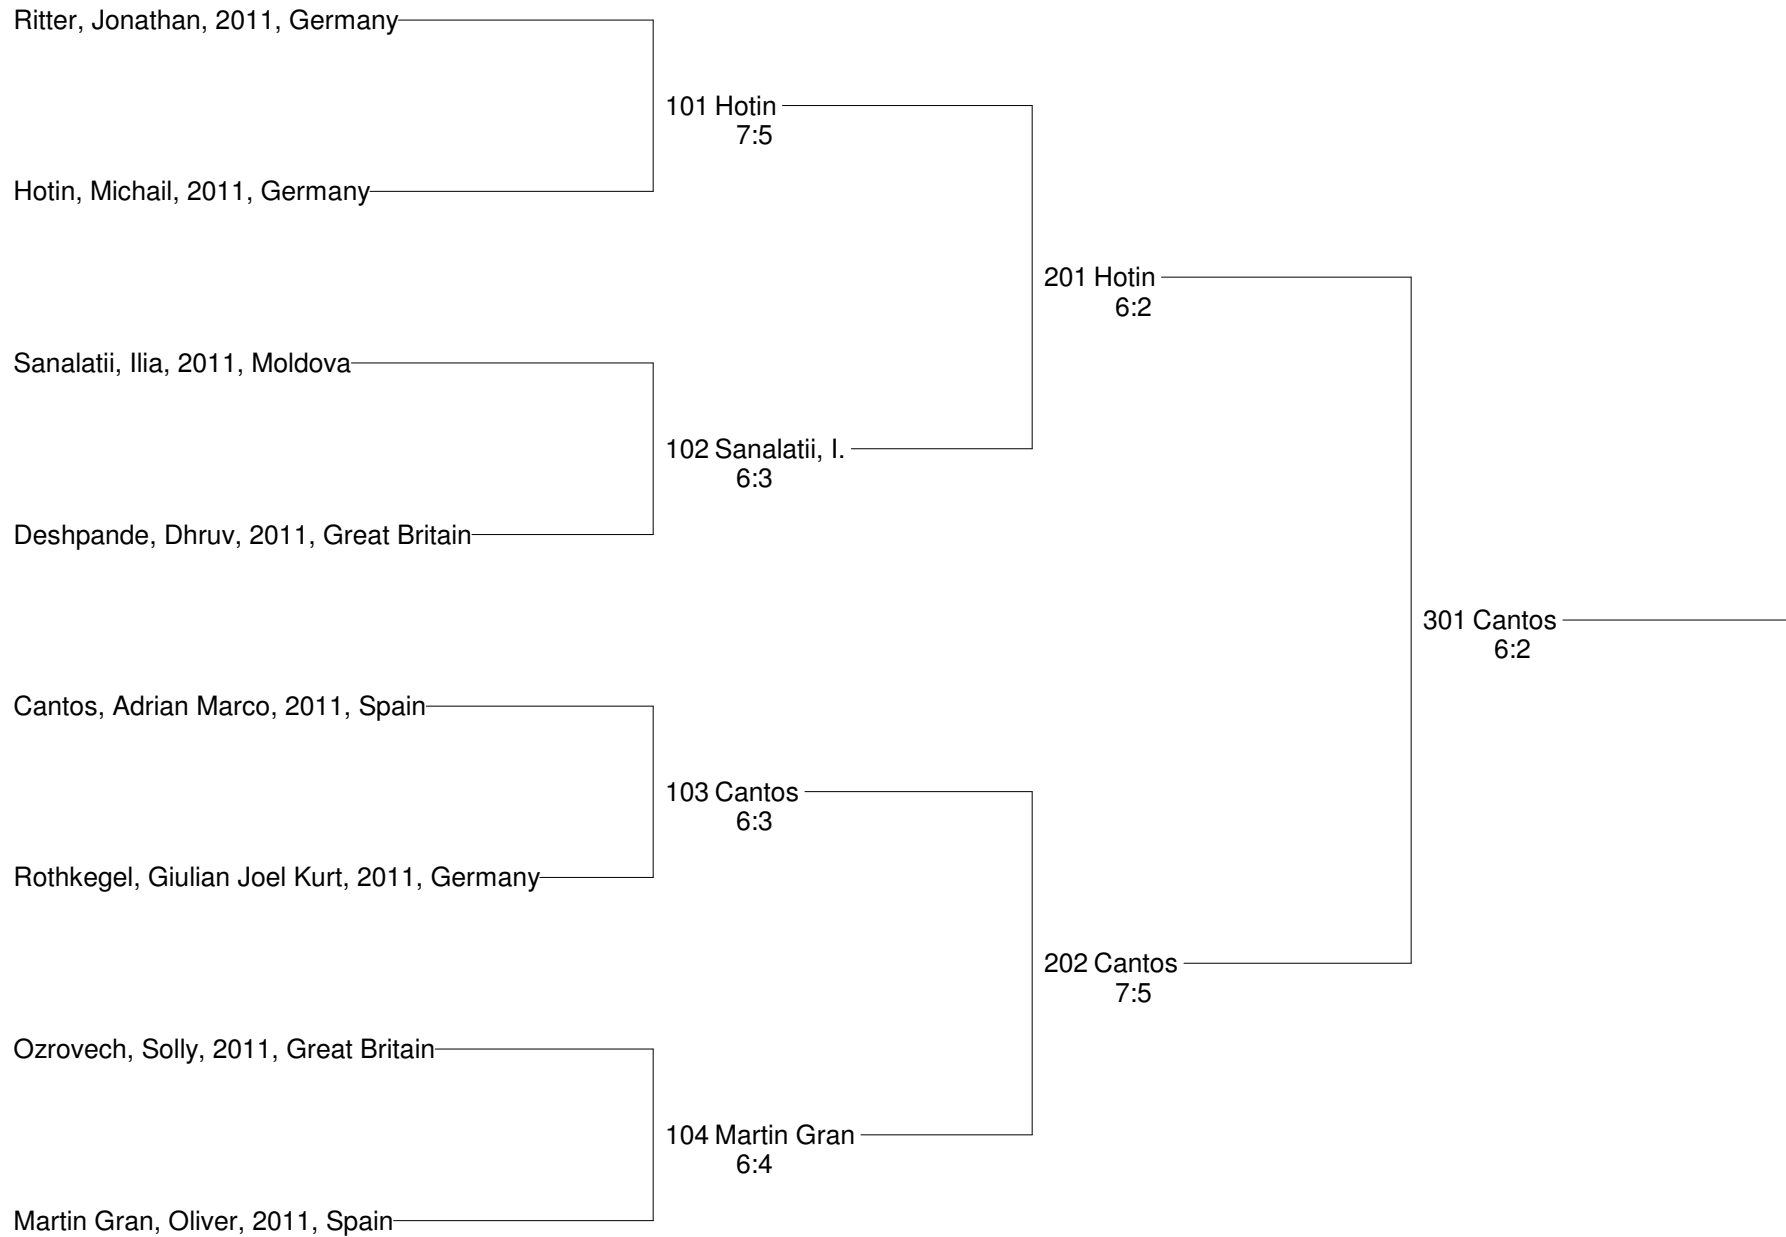 Ritter, Jonathan, 2011, Germany
101 Hotin
7:5
Hotin, Michail, 2011, Germany
201 Hotin
6:2
Sanalatii, Ilia, 2011, Moldova
102 Sanalatii, I.
6:3
Deshpande, Dhruv, 2011, Great Britain
301 Cantos
6:2
Cantos, Adrian Marco, 2011, Spain
103 Cantos
6:3
Rothkegel, Giulian Joel Kurt, 2011, Germany
202 Cantos
7:5
Ozrovech, Solly, 2011, Great Britain
104 Martin Gran
6:4
Martin Gran, Oliver, 2011, Spain